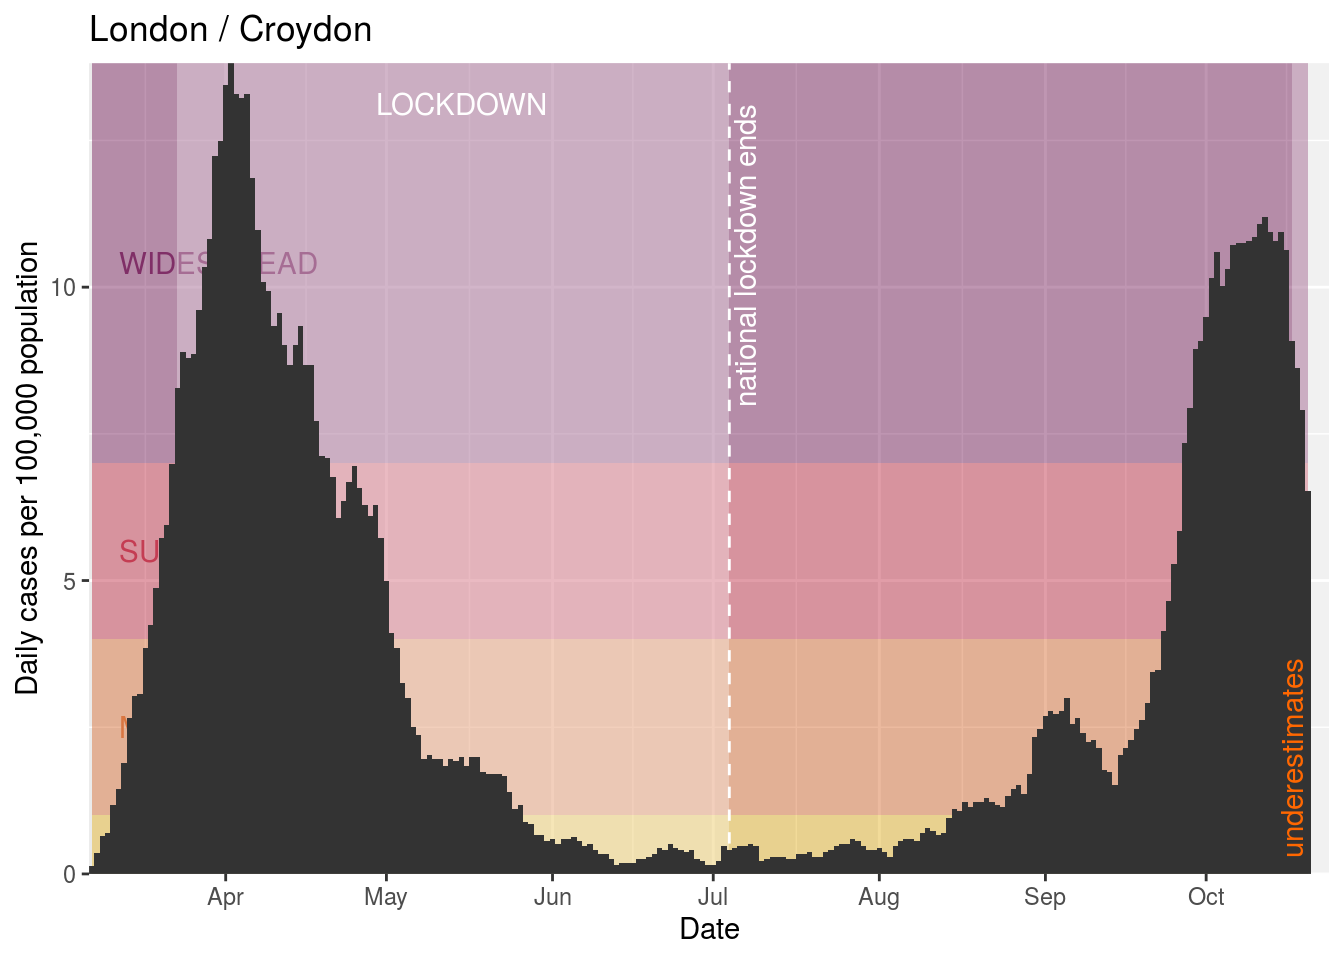 London / Croydon
Daily cases per 100,000 population
10
5
0
LOCKDOWN
national lockdown ends
underestimates
Apr
May
Jun
Jul
Aug
Sep
Oct
Date